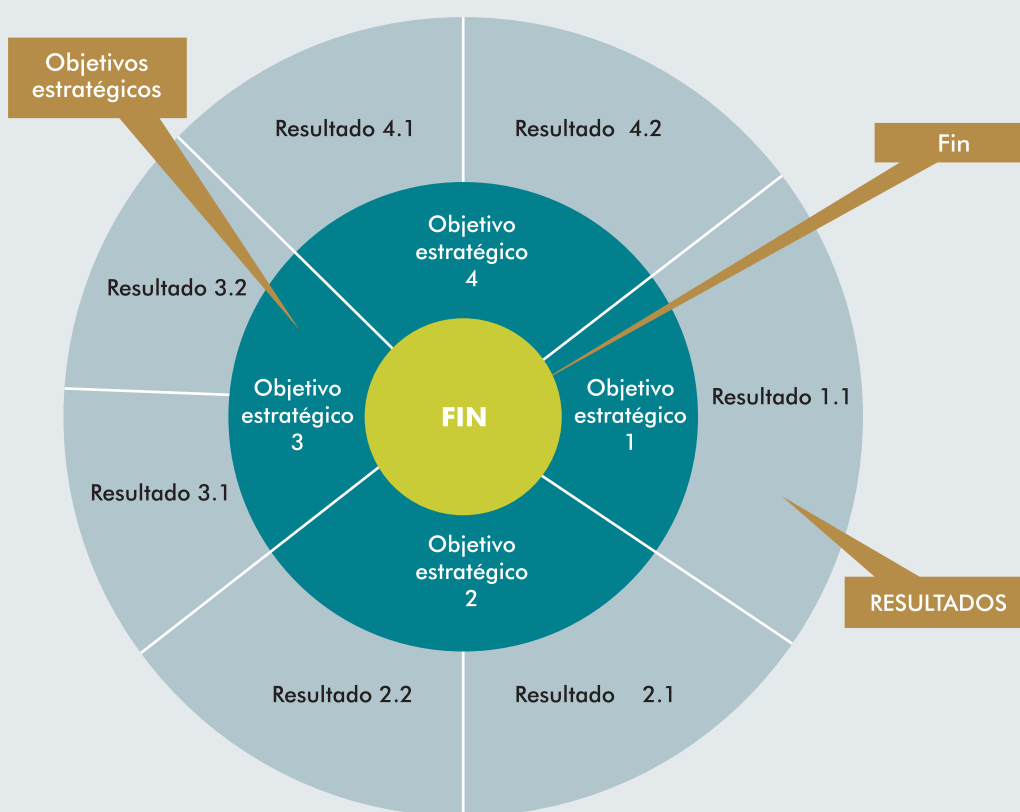 Objetivos
estratégicos
Resultado 4.1
Resultado 4.2
Fin
Objetivo
estratégico
4
Resultado 3.2
Objetivo
estratégico
3
FIN
Objetivo
estratégico
1
Resultado 1.1
Resultado 3.1
Objetivo
estratégico
2
RESULTADOS
Resultado 2.2
Resultado 2.1